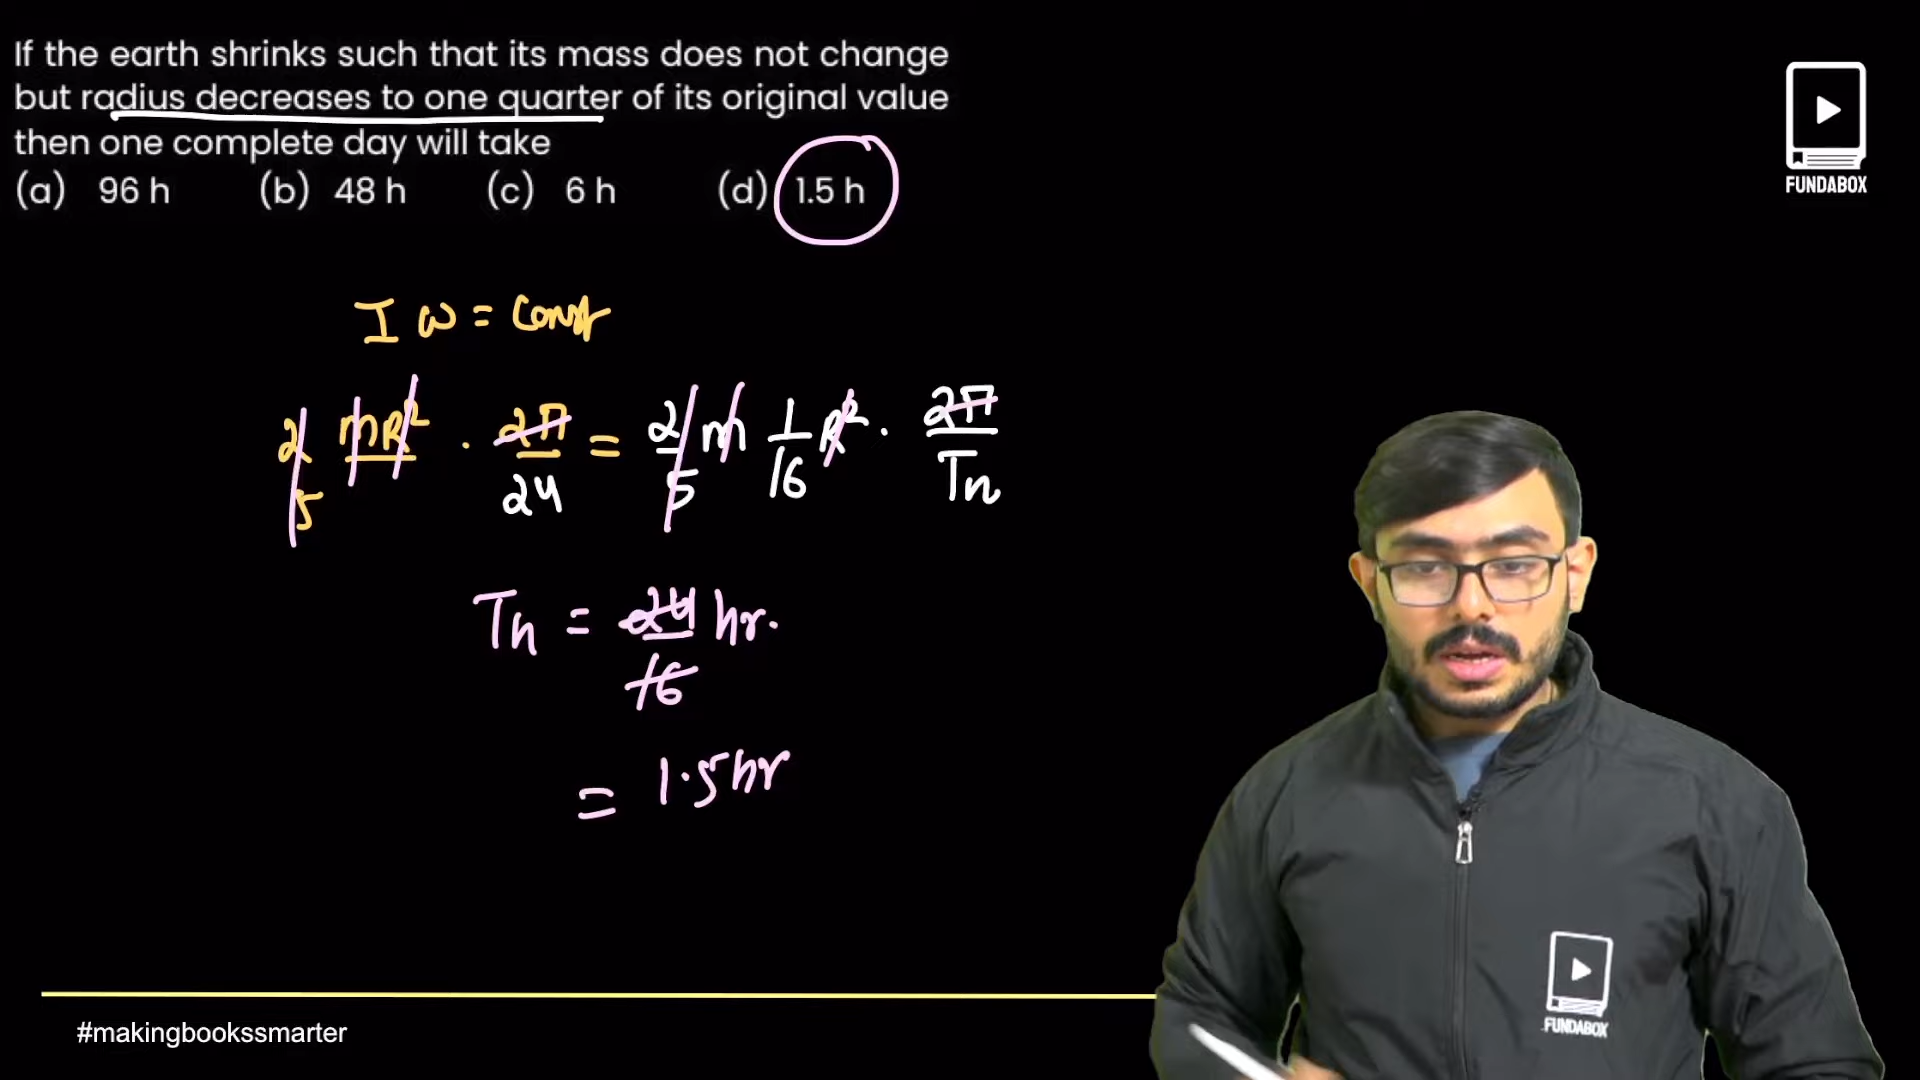 If the earth shrinks such that its mass does not change
but radius decreases to one quarter of its original value
then one complete day will take
(a) 96 h (b) 48 h (c) 6 h (d) 1.5 h
FUNDABOX
I ω = Const
2/5 mR² · 2π/24 = 2/5 m 1/16 R² · 2π/Tn
Tn = 24/16 hr.
= 1.5 hr
FUNDABOX
#makingbookssmarter